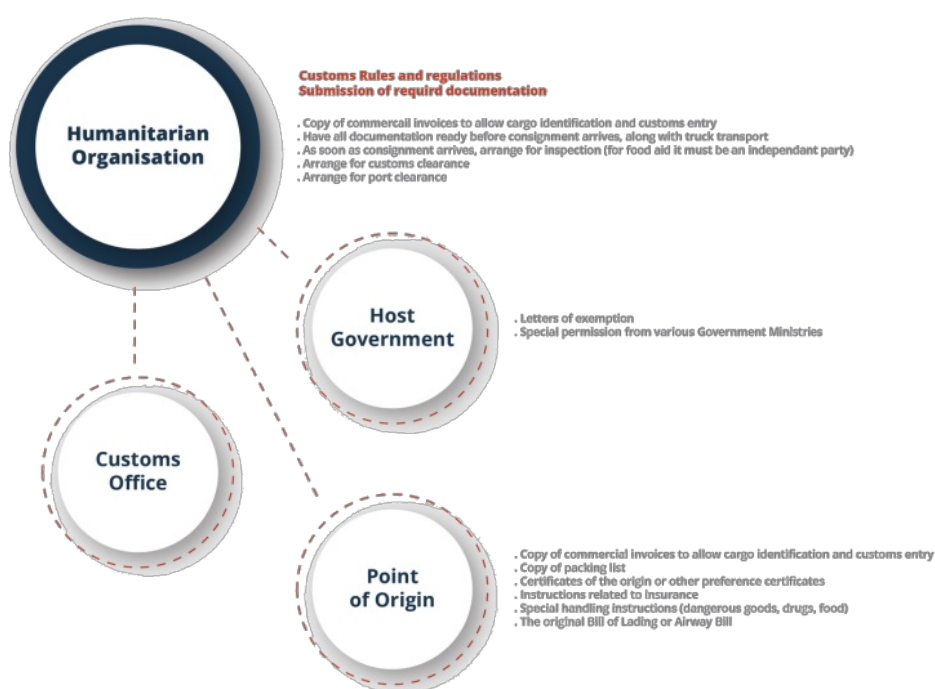 Humanitarian
Organisation
Customs Rules and regulations
Submission of requird documentation
. Copy of commercail invoices to allow cargo identification and customs entry
. Have all documentation ready before consignment arrives, along with truck transport
. As soon as consignment arrives, arrange for inspection (for food aid it must be an independant party)
. Arrange for customs clearance
. Arrange for port clearance
Host
Government
. Letters of exemption
. Special permission from various Government Ministries
Customs
Office
Point
of Origin
. Copy of commercial invoices to allow cargo identification and customs entry
. Copy of packing list
. Certificates of the origin or other preference certificates
. Instructions related to insurance
. Special handling instructions (dangerous goods, drugs, food)
. The original Bill of Lading or Airway Bill